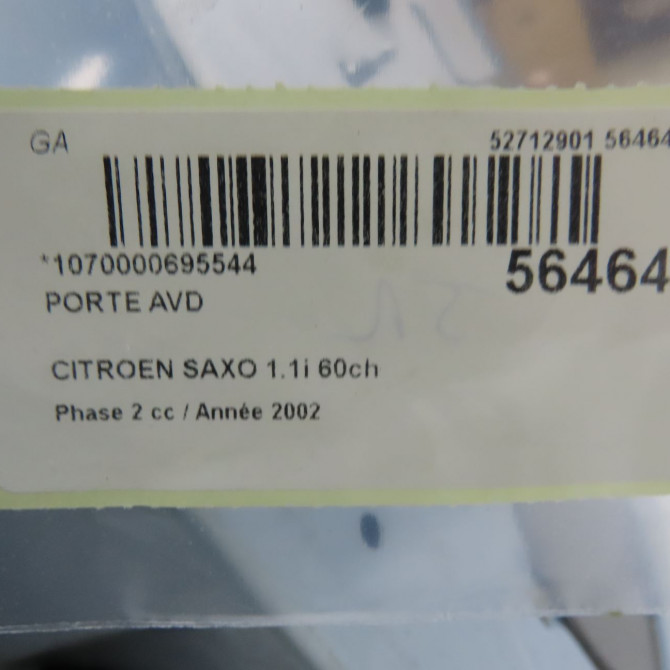 GA
52712901 56464
*1070000695544
56464
PORTE AVD
CITROEN SAXO 1.1i 60ch
Phase 2 cc / Année 2002